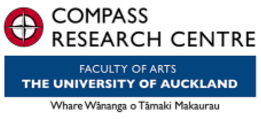 COMPASS
RESEARCH CENTRE
FACULTY OF ARTS
THE UNIVERSITY OF AUCKLAND
Whare Wānanga o Tāmaki Makaurau